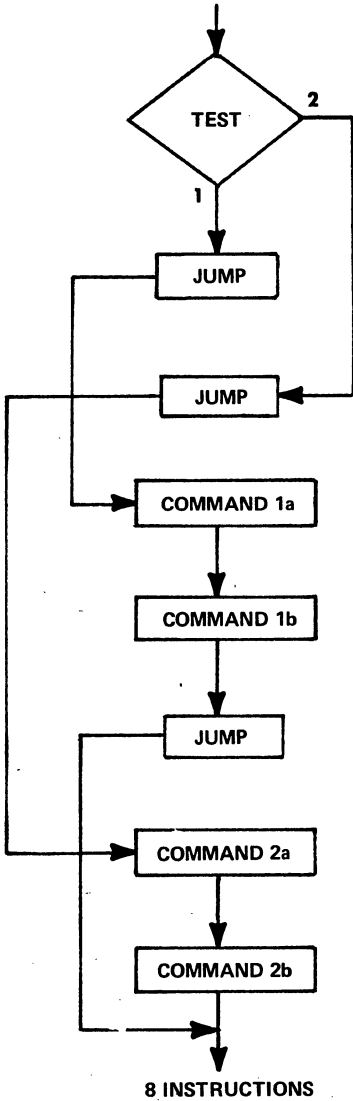 2
TEST
1
JUMP
JUMP
COMMAND 1a
COMMAND 1b
JUMP
COMMAND 2a
COMMAND 2b
8 INSTRUCTIONS